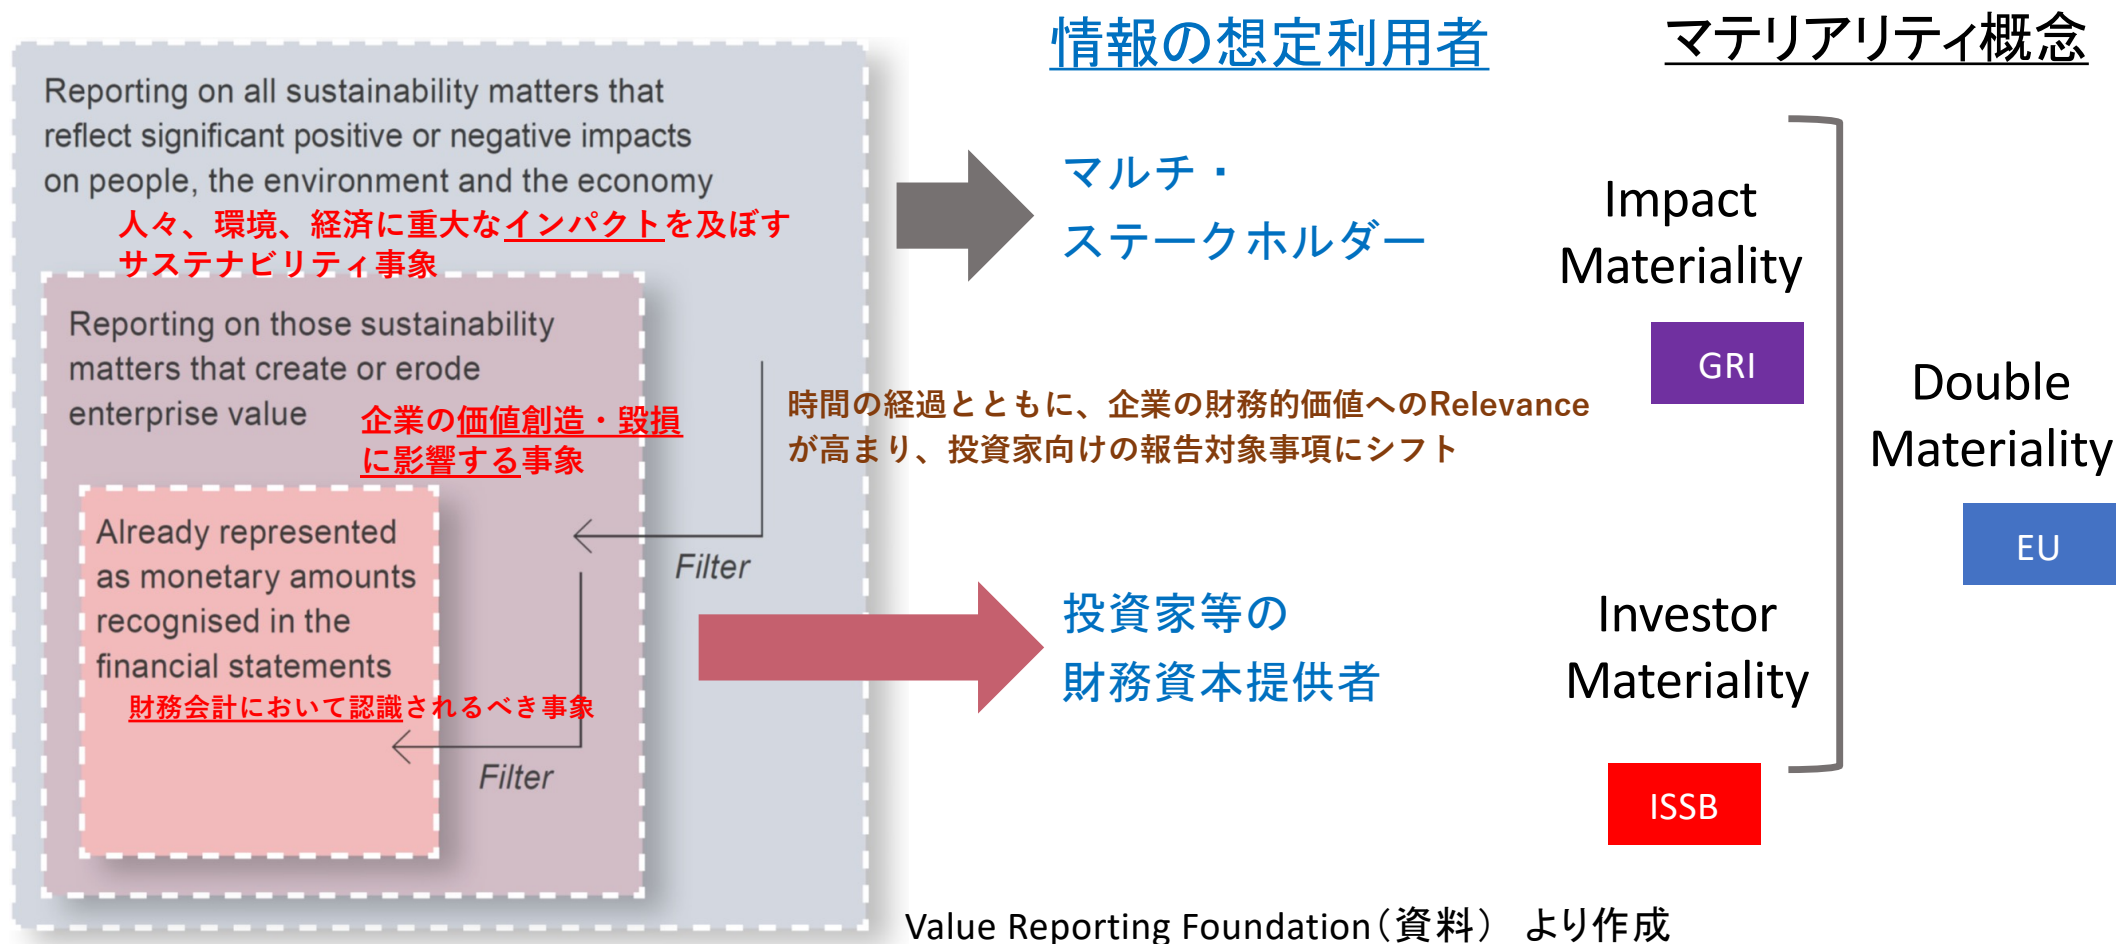 情報の想定利用者
マテリアリティ概念
Reporting on all sustainability matters that
reflect significant positive or negative impacts
on people, the environment and the economy
人々、環境、経済に重大なインパクトを及ぼす
サステナビリティ事象
Reporting on those sustainability
matters that create or erode
enterprise value
企業の価値創造・毀損
に影響する事象
Already represented
as monetary amounts
recognised in the
financial statements
財務会計において認識されるべき事象
Filter
Filter
時間の経過とともに、企業の財務的価値へのRelevance
が高まり、投資家向けの報告対象事項にシフト
マルチ・
ステークホルダー
投資家等の
財務資本提供者
Impact
Materiality
GRI
Investor
Materiality
ISSB
Double
Materiality
EU
Value Reporting Foundation（資料） より作成